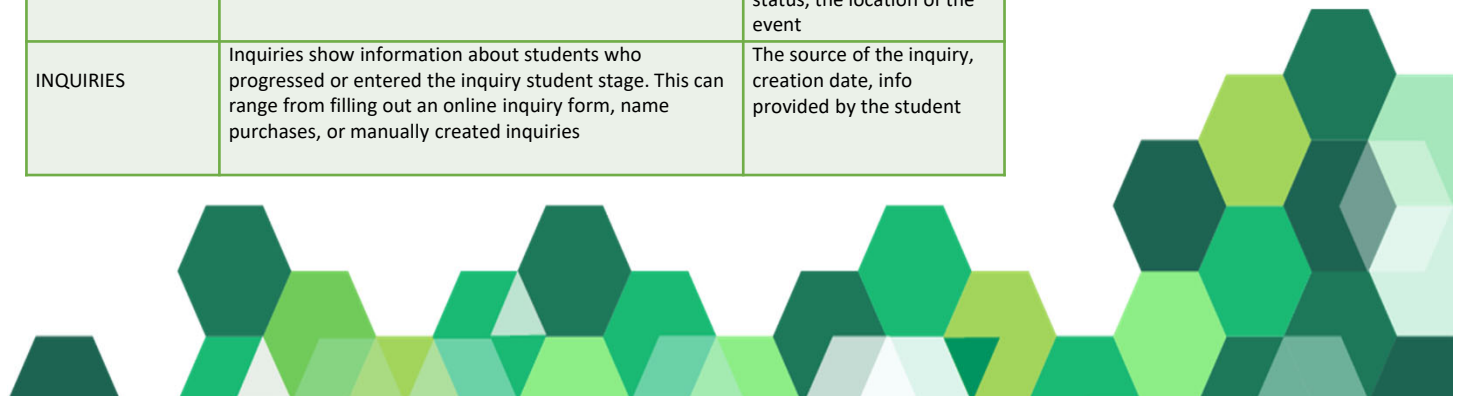 status, the location of the
event
INQUIRIES
Inquiries show information about students who
progressed or entered the inquiry student stage. This can
range from filling out an online inquiry form, name
purchases, or manually created inquiries
The source of the inquiry,
creation date, info
provided by the student